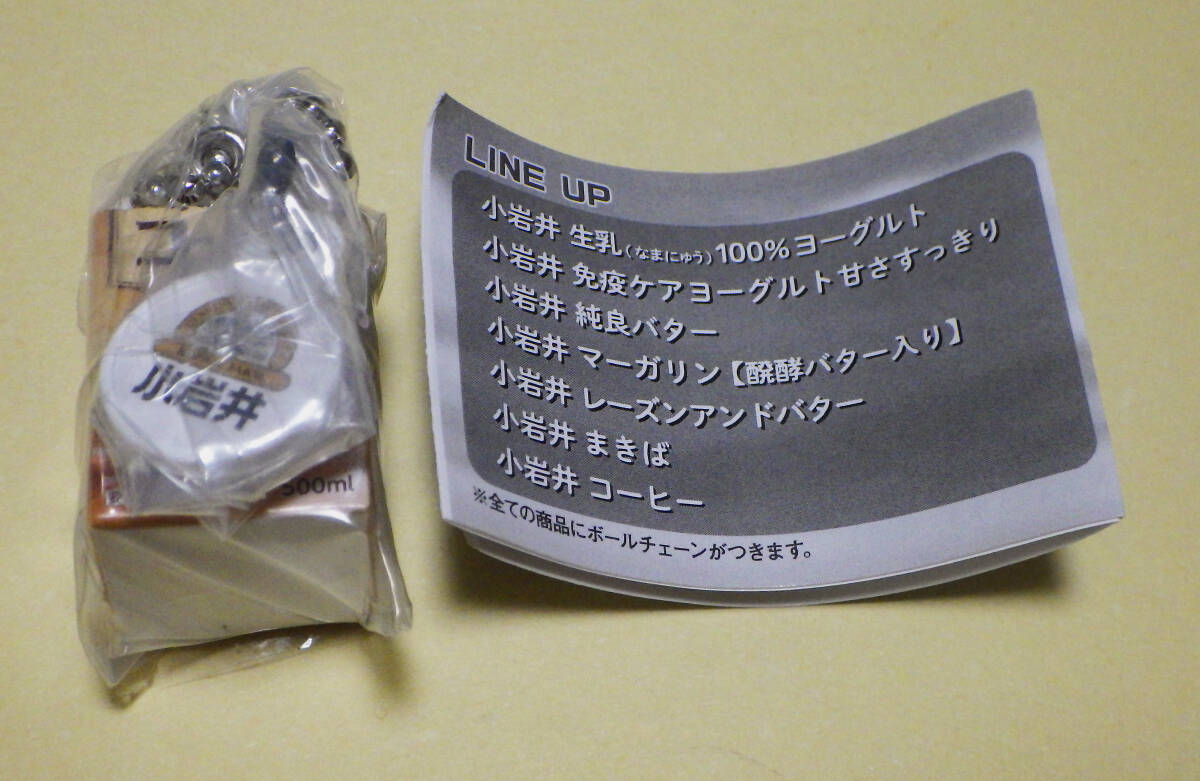 小岩井
500ml
LINE UP
小岩井 生乳(なまにゅう)100%ヨーグルト
小岩井 免疫ケアヨーグルト甘さすっきり
小岩井 純良バター
小岩井 マーガリン【醗酵バター入り】
小岩井 レーズンアンドバター
小岩井 まきば
小岩井 コーヒー
※全ての商品にボールチェーンがつきます。